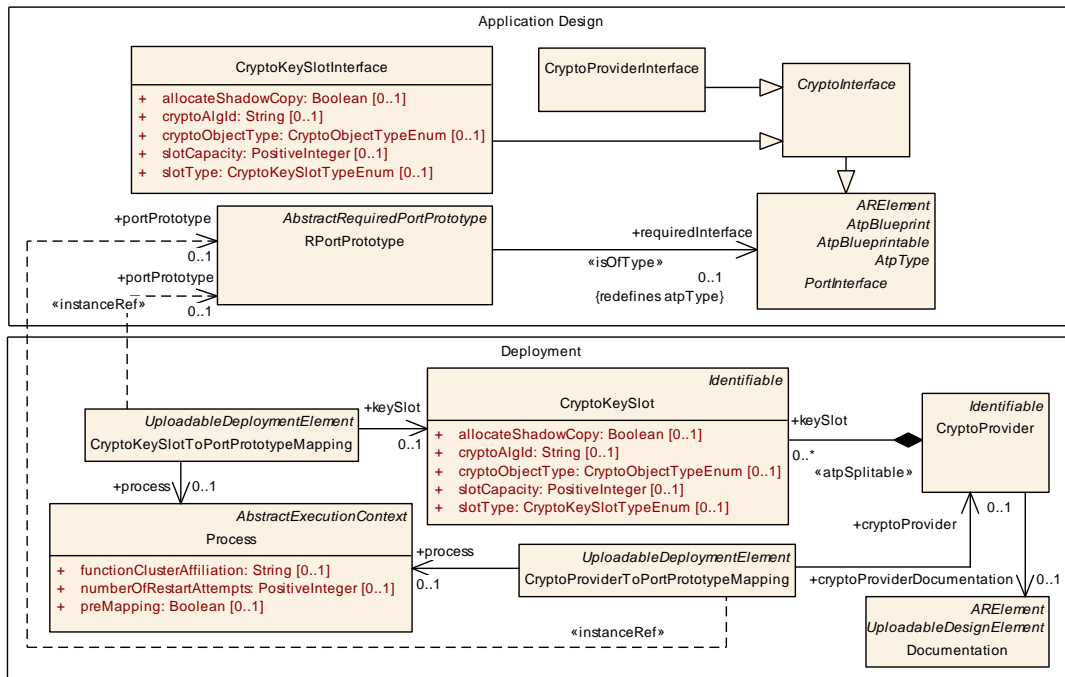 Application Design
CryptoKeySlotInterface
+ allocateShadowCopy: Boolean [0..1]
+ cryptoAlgId: String [0..1]
+ cryptoObjectType: CryptoObjectTypeEnum [0..1]
+ slotCapacity: PositiveInteger [0..1]
+ slotType: CryptoKeySlotTypeEnum [0..1]
CryptoProviderInterface
CryptoInterface
+portPrototype
0..1
+portPrototype
«instanceRef»
0..1
AbstractRequiredPortPrototype
RPortPrototype
+requiredInterface
«isOfType»
0..1
{redefines atpType}
ARElement
AtpBlueprint
AtpBlueprintable
AtpType
PortInterface
Deployment
UploadableDeploymentElement
CryptoKeySlotToPortPrototypeMapping
+keySlot
0..1
Identifiable
CryptoKeySlot
+ allocateShadowCopy: Boolean [0..1]
+ cryptoAlgId: String [0..1]
+ cryptoObjectType: CryptoObjectTypeEnum [0..1]
+ slotCapacity: PositiveInteger [0..1]
+ slotType: CryptoKeySlotTypeEnum [0..1]
+keySlot
0..*
«atpSplitable»
Identifiable
CryptoProvider
+process
0..1
AbstractExecutionContext
Process
+ functionClusterAffiliation: String [0..1]
+ numberOfRestartAttempts: PositiveInteger [0..1]
+ preMapping: Boolean [0..1]
+process
0..1
UploadableDeploymentElement
CryptoProviderToPortPrototypeMapping
+cryptoProvider
0..1
+cryptoProviderDocumentation
0..1
«instanceRef»
ARElement
UploadableDesignElement
Documentation